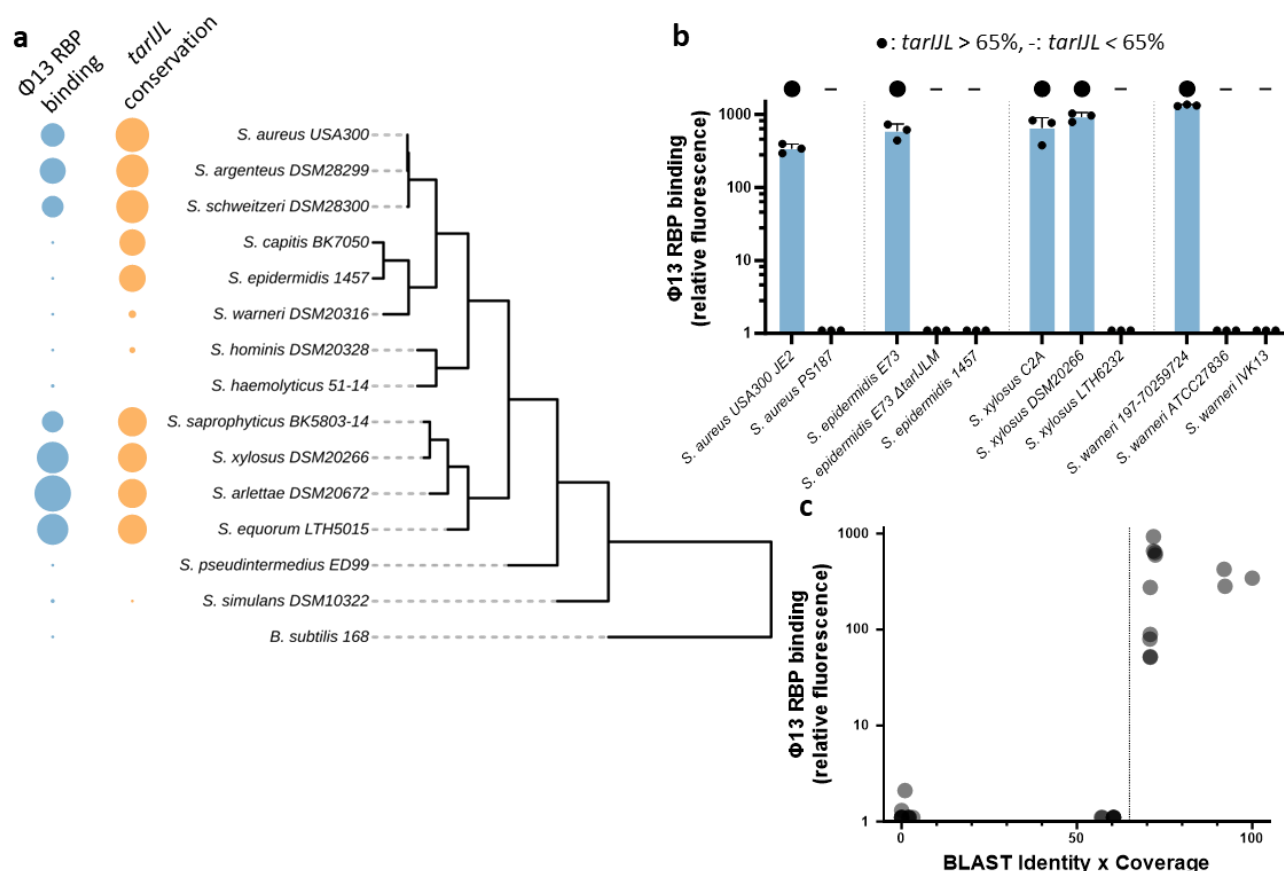 a
Φ13 RBP
binding
tarIJL
conservation
S. aureus USA300
S. argenteus DSM28299
S. schweitzeri DSM28300
S. capitis BK7050
S. epidermidis 1457
S. warneri DSM20316
S. hominis DSM20328
S. haemolyticus 51-14
S. saprophyticus BK5803-14
S. xylosus DSM20266
S. arlettae DSM20672
S. equorum LTH5015
S. pseudintermedius ED99
S. simulans DSM10322
B. subtilis 168
b
●: tarIJL > 65%, -: tarIJL < 65%
Φ13 RBP binding
(relative fluorescence)
1000
100
10
1
S. aureus USA300 JE2
S. aureus PS187
S. epidermidis E73
S. epidermidis E73 ΔtarIJLM
S. epidermidis 1457
S. xylosus C2A
S. xylosus DSM20266
S. xylosus LTH6232
S. warneri 197-70259724
S. warneri ATCC27836
S. warneri IVK13
c
Φ13 RBP binding
(relative fluorescence)
1000
100
10
1
0
50
100
BLAST Identity x Coverage